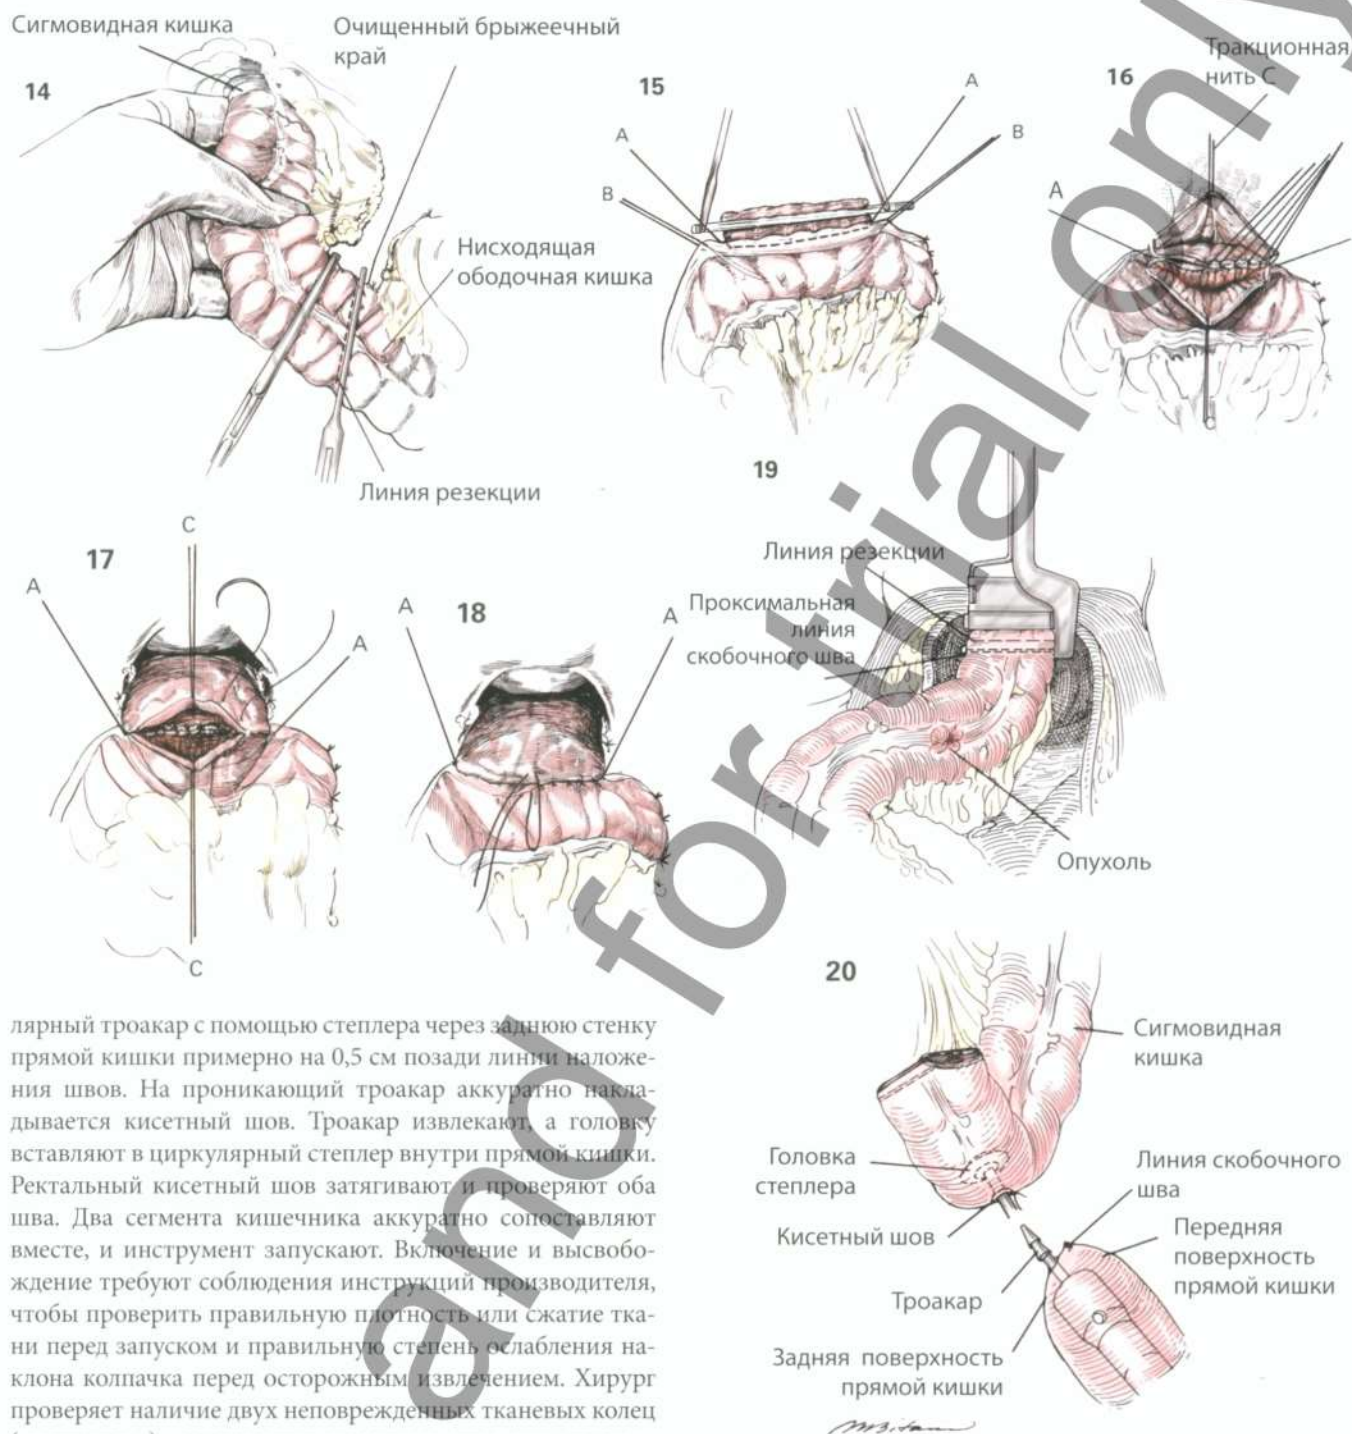 Сигмовидная кишка
Очищенный брыжеечный
край
14
Нисходящая
ободочная кишка
Линия резекции
15
A
A
B
B
16
Тракционная
нить C
A
17
C
A
A
C
18
A
A
19
Линия резекции
Проксимальная
линия
скобочного шва
Опухоль
лярный троакар с помощью степлера через заднюю стенку
прямой кишки примерно на 0,5 см позади линии наложе-
ния швов. На проникающий троакар аккуратно накла-
дывается кисетный шов. Троакар извлекают, а головку
вставляют в циркулярный степлер внутри прямой кишки.
Ректальный кисетный шов затягивают и проверяют оба
шва. Два сегмента кишечника аккуратно сопоставляют
вместе, и инструмент запускают. Включение и высвобо-
ждение требуют соблюдения инструкций производителя,
чтобы проверить правильную плотность или сжатие тка-
ни перед запуском и правильную степень ослабления на-
клона колпачка перед осторожным извлечением. Хирург
проверяет наличие двух неповрежденных тканевых колец
20
Сигмовидная
кишка
Головка
степлера
Кисетный шов
Троакар
Задняя поверхность
прямой кишки
Линия скобочного
шва
Передняя
поверхность
прямой кишки
and for trial only